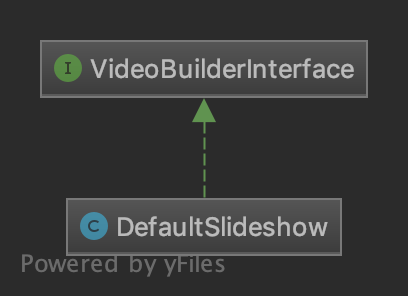 I VideoBuilderInterface
C DefaultSlideshow
Powered by yFiles